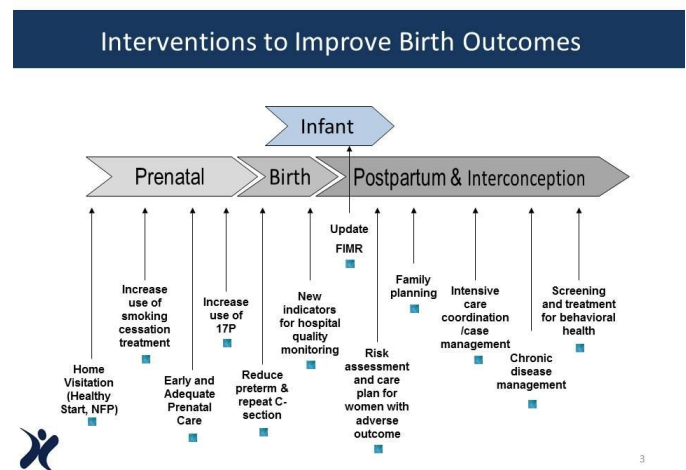 Interventions to Improve Birth Outcomes
Infant
Prenatal
Birth
Postpartum & Interconception
Home
Visitation
(Healthy
Start, NFP)
Increase
use of
smoking
cessation
treatment
Early and
Adequate
Prenatal
Care
Increase
use of
17P
Reduce
preterm &
repeat C-
section
New
indicators
for hospital
quality
monitoring
Update
FIMR
Risk
assessment
and care
plan for
women with
adverse
outcome
Family
planning
Intensive
care
coordination
/case
management
Chronic
disease
management
Screening
and treatment
for behavioral
health
3